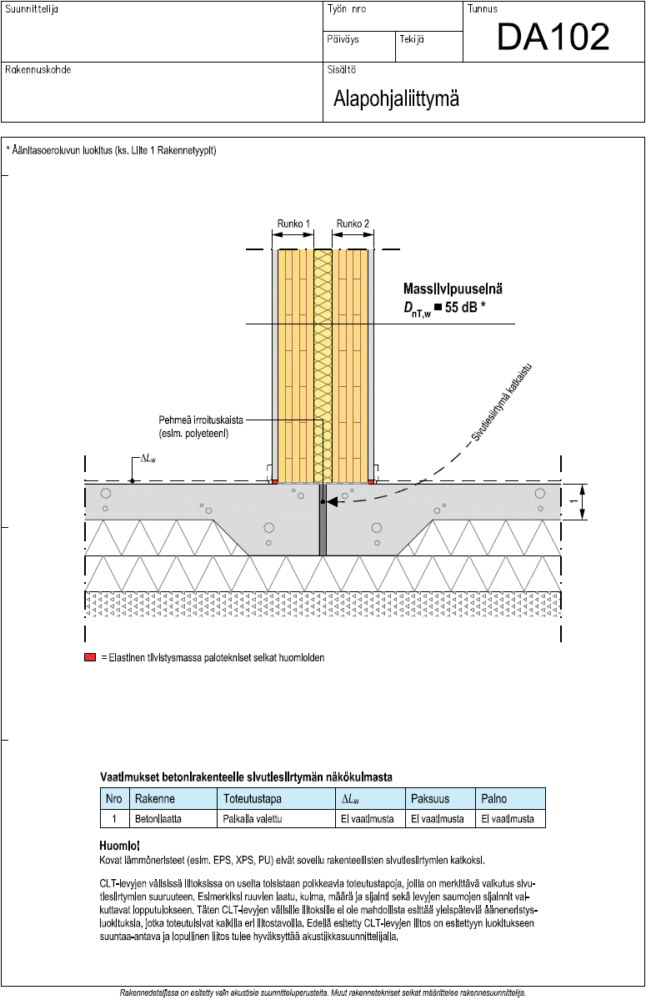 Suunnittelija
Työn nro
Tunnus
DA102
Päiväys
Tekijä
Rakennuskohde
Sisältö
Alapohjaliittymä
* Äänitasoeroluvun luokitus (ks. Liite 1 Rakennetyypit)
Runko 1
Runko 2
Massiivipuuseinä
DnT,w = 55 dB *
Sivutiesiirtymä katkaistu
Pehmeä irroituskaista
(esim. polyeteeni)
ΔLw
1
= Elastinen tiivistysmassa palotekniset seikat huomioiden
Vaatimukset betonirakenteelle sivutiesiirtymän näkökulmasta
Nro Rakenne Toteutustapa ΔLw Paksuus Paino
1 Betonilaatta Paikalla valettu Ei vaatimusta Ei vaatimusta Ei vaatimusta
Huomio!
Kovat lämmöneristeet (esim. EPS, XPS, PU) eivät sovellu rakenteellisten sivutiesiirtymien katkoksi.
CLT-levyjen välisissä liitoksissa on useita toisistaan poikkeavia toteutustapoja, joilla on merkittävä vaikutus sivu-
tiesiirtymien suuruuteen. Esimerkiksi ruuvien laatu, kulma, määrä ja sijainti sekä levyjen saumojen sijainnit vai-
kuttavat lopputulokseen. Täten CLT-levyjen välisille liitoksille ei ole mahdollista esittää yleispäteviä ääneneristys-
luokituksia, jotka toteutuisivat kaikilla eri liitostavoilla. Edellä esitetty CLT-levyjen liitos on esitettyyn luokitukseen
suuntaa-antava ja lopullinen liitos tulee hyväksyttää akustiikkasuunnittelijalla.
Rakennedetaljissa on esitetty vain akustisia suunnitteluperusteita. Muut rakennetekniset seikat määrittelee rakennesuunnittelija.